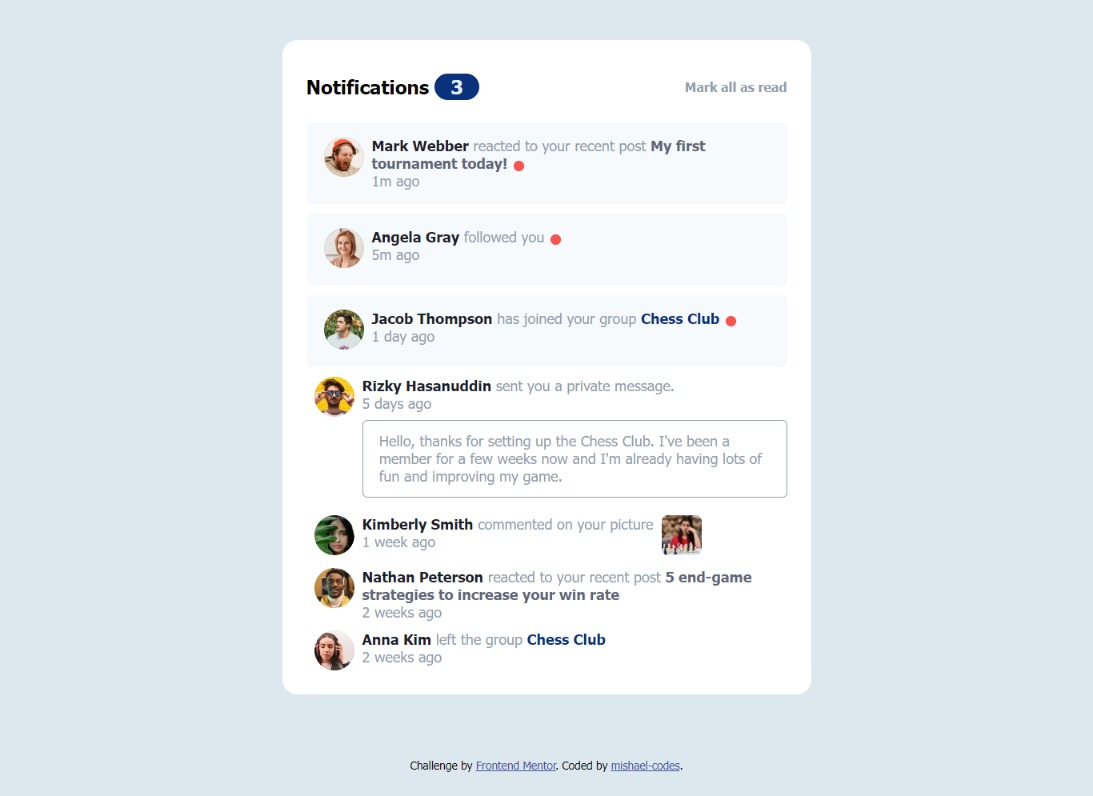 Notifications 3
Mark all as read
Mark Webber reacted to your recent post My first
tournament today!
1m ago
Angela Gray followed you
5m ago
Jacob Thompson has joined your group Chess Club
1 day ago
Rizky Hasanuddin sent you a private message.
5 days ago
Hello, thanks for setting up the Chess Club. I've been a
member for a few weeks now and I'm already having lots of
fun and improving my game.
Kimberly Smith commented on your picture
1 week ago
Nathan Peterson reacted to your recent post 5 end-game
strategies to increase your win rate
2 weeks ago
Anna Kim left the group Chess Club
2 weeks ago
Challenge by Frontend Mentor. Coded by mishael-codes.